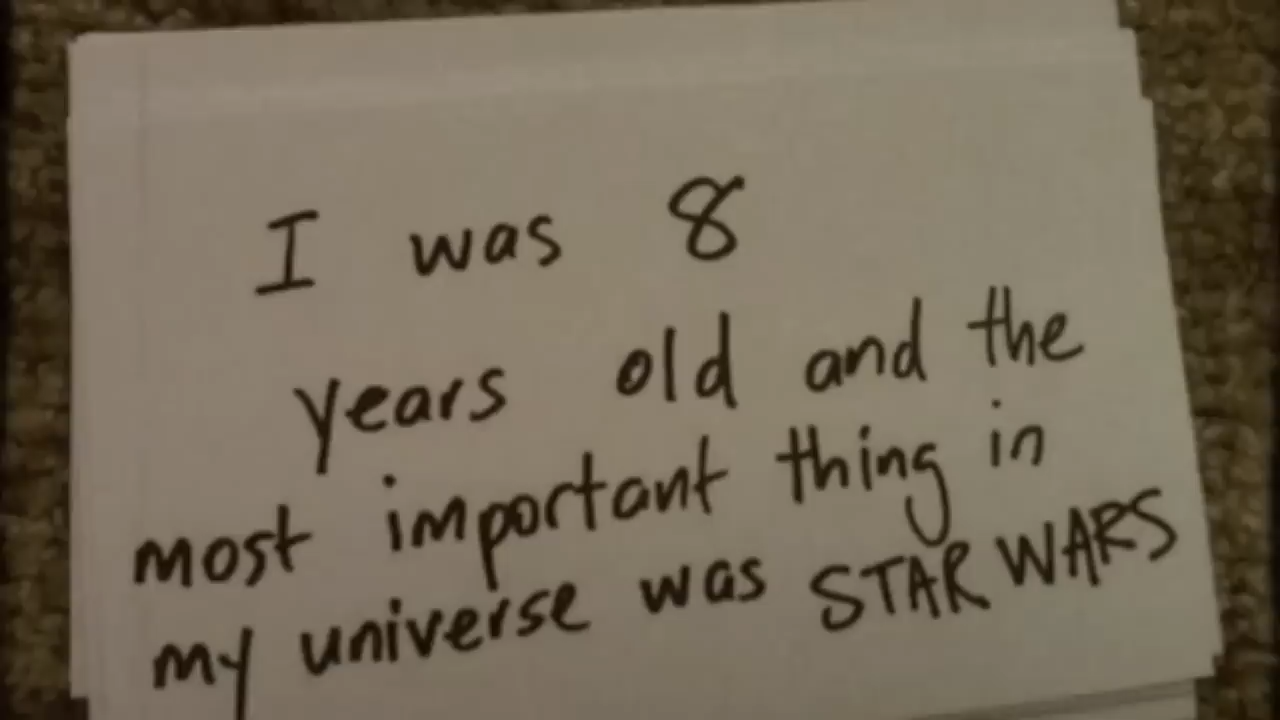 I was 8
years old and the
most important thing in
my universe was STAR WARS